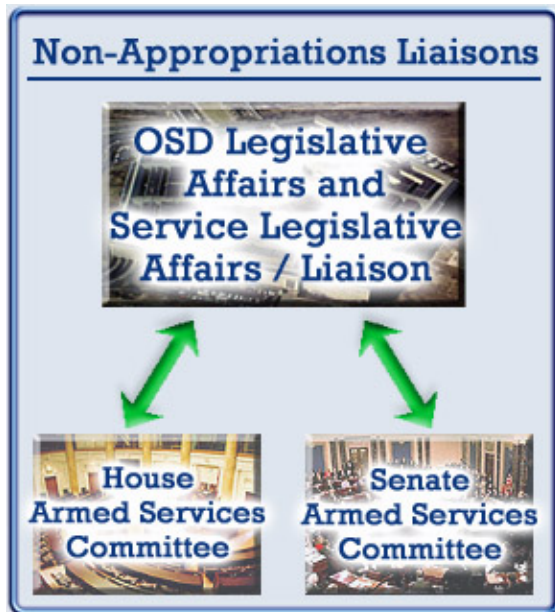 Non-Appropriations Liaisons
OSD Legislative
Affairs and
Service Legislative
Affairs / Liaison
House
Armed Services
Committee
Senate
Armed Services
Committee